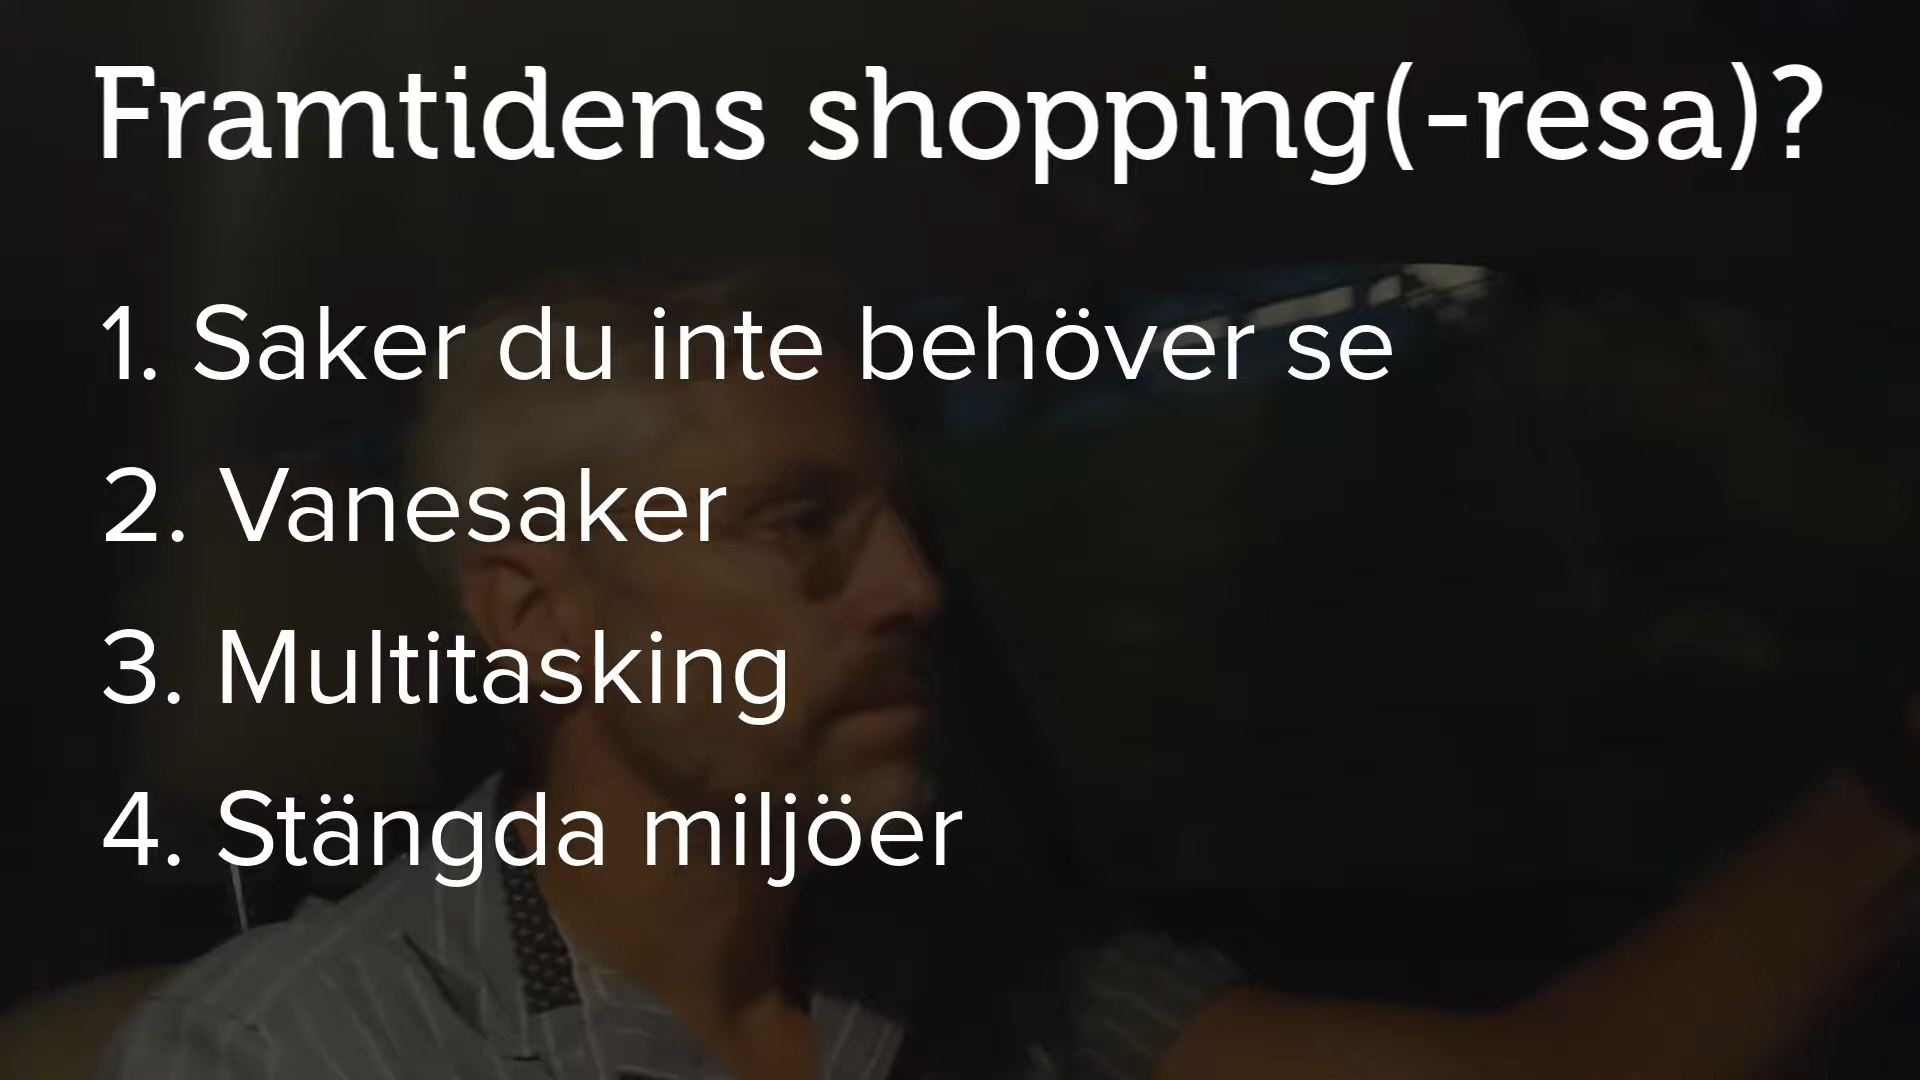 Framtidens shopping(-resa)?
1. Saker du inte behöver se
2. Vanesaker
3. Multitasking
4. Stängda miljöer